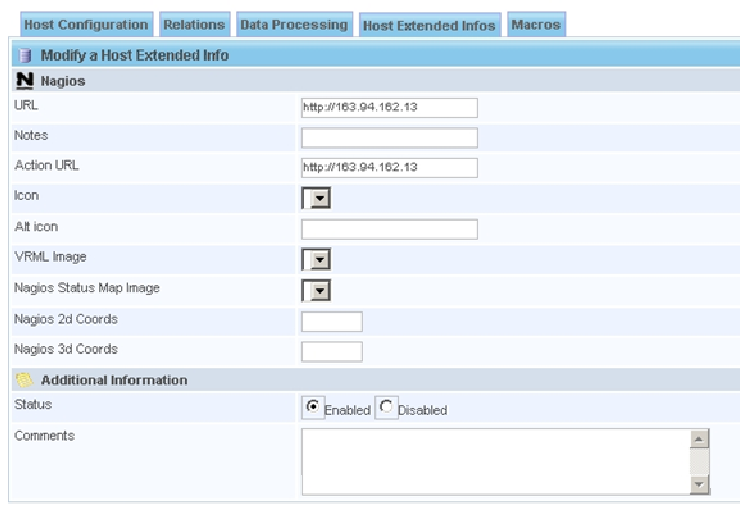 Host Configuration Relations Data Processing Host Extended Infos Macros
Modify a Host Extended Info
N Nagios
URL http://163.94.162.13
Notes
Action URL http://163.94.162.13
Icon
Alt icon
VRML Image
Nagios Status Map Image
Nagios 2d Coords
Nagios 3d Coords
Additional Information
Status Enabled Disabled
Comments